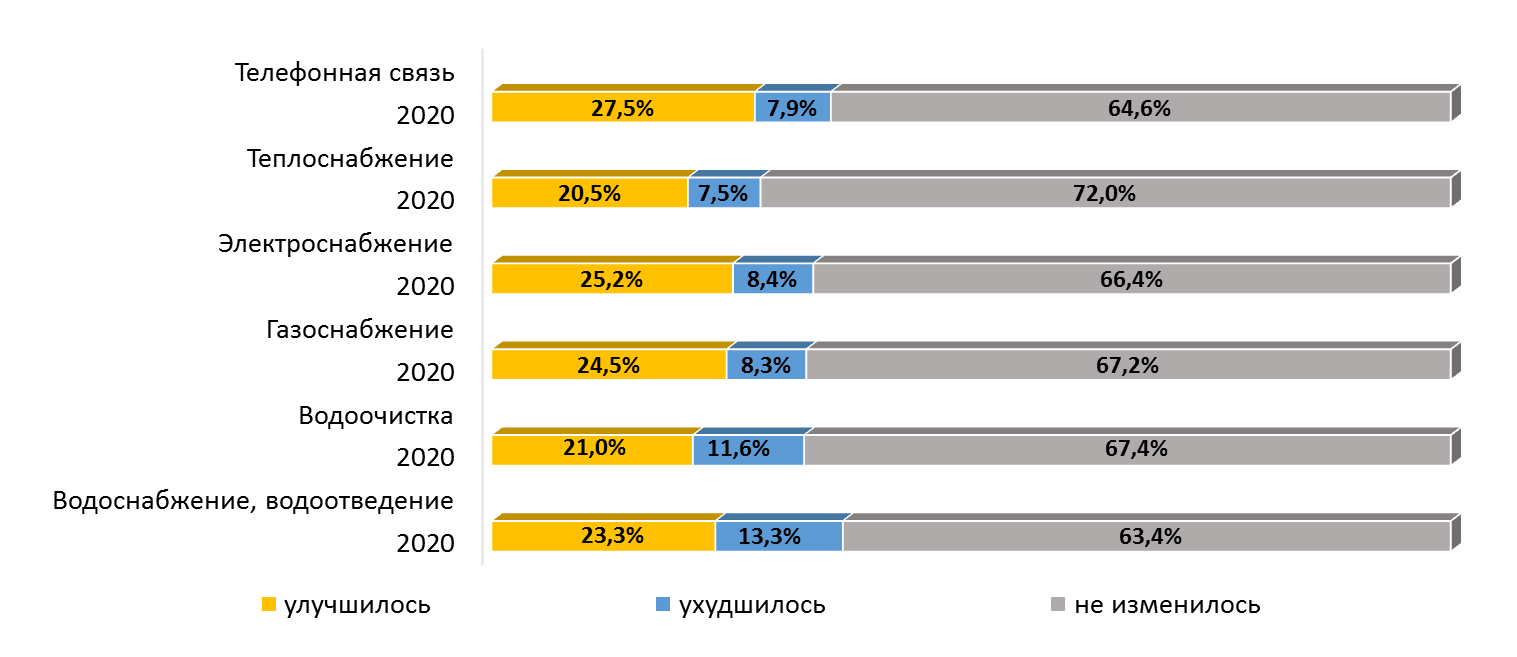 Телефонная связь
2020 27,5% 7,9% 64,6%
Теплоснабжение
2020 20,5% 7,5% 72,0%
Электроснабжение
2020 25,2% 8,4% 66,4%
Газоснабжение
2020 24,5% 8,3% 67,2%
Водоочистка
2020 21,0% 11,6% 67,4%
Водоснабжение, водоотведение
2020 23,3% 13,3% 63,4%
улучшилось ухудшилось не изменилось